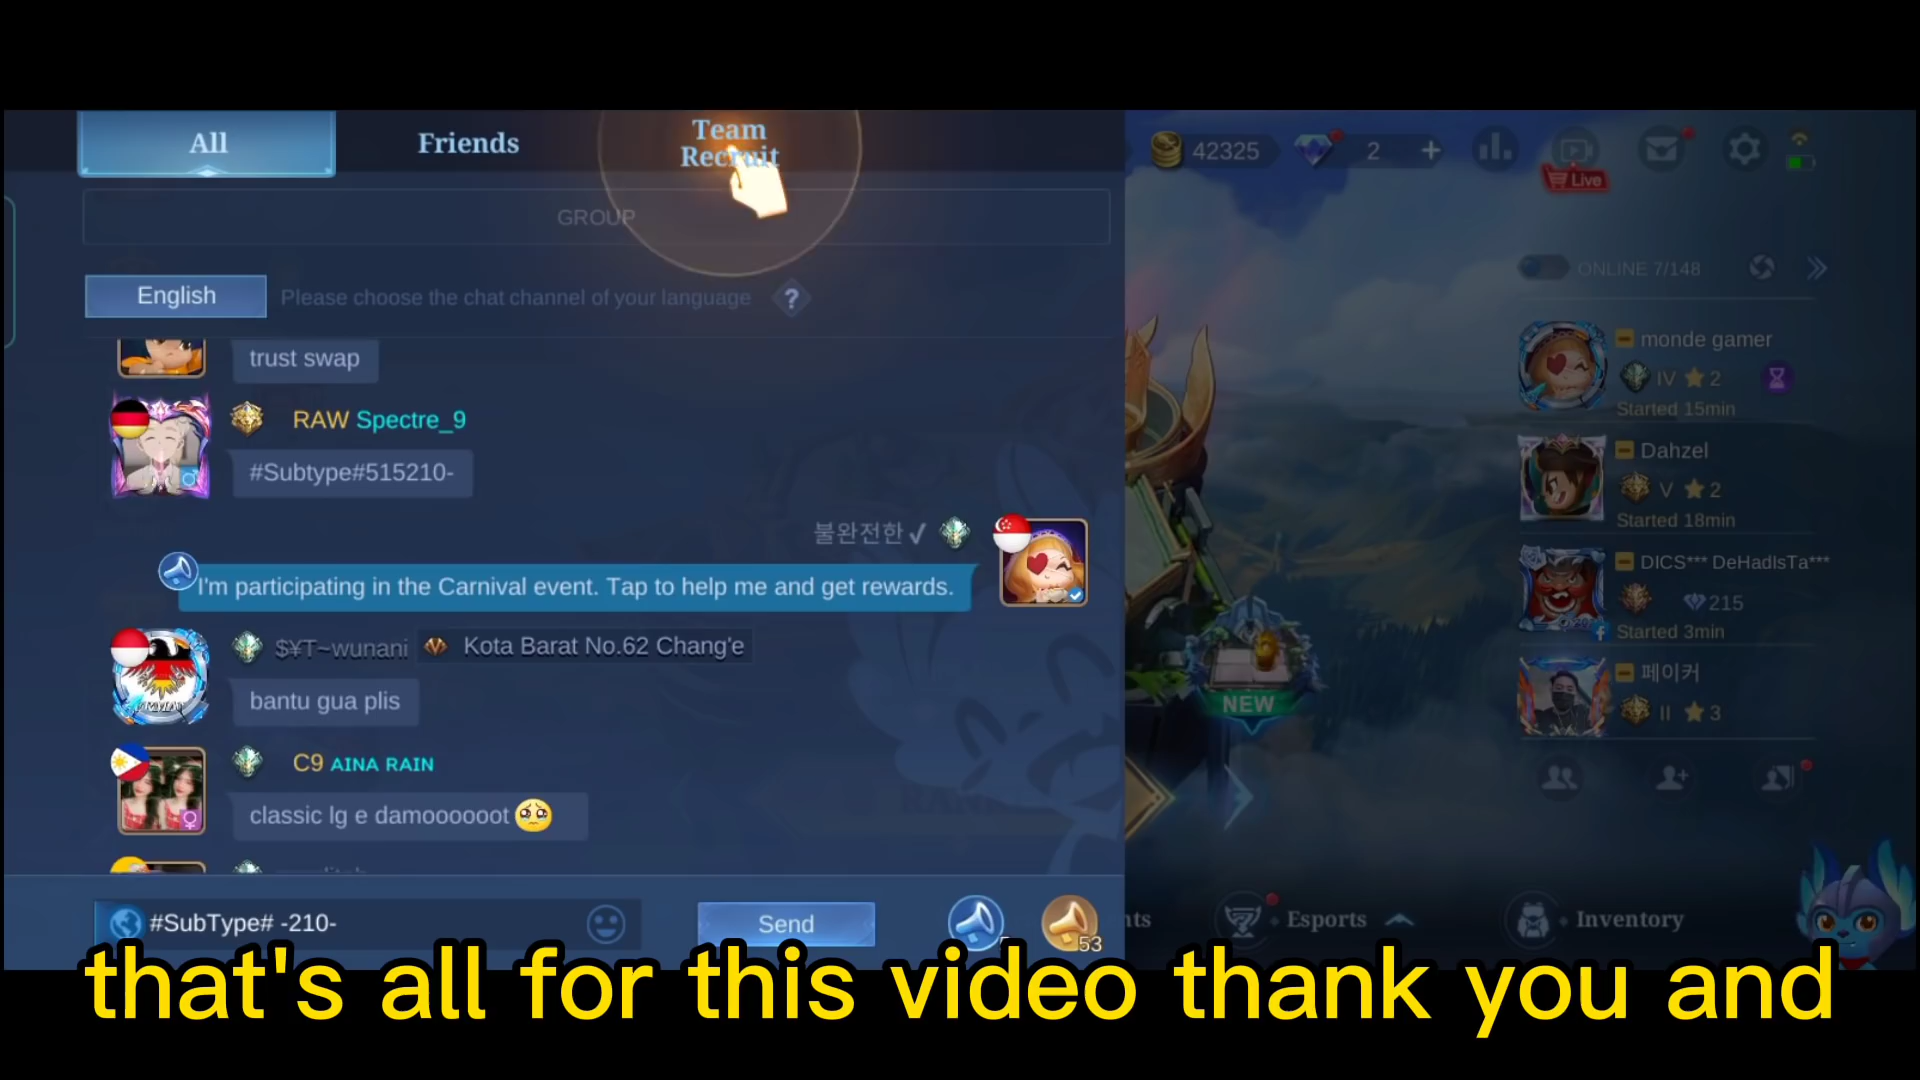 All
Friends
Team
Recruit
42325
2
Live
GROUP
English
Please choose the chat channel of your language
?
ONLINE 7/148
trust swap
monde gamer
IV 2
Started 15min
RAW Spectre_9
#Subtype#515210-
Dahzel
V 2
Started 18min
불완전한✓
I'm participating in the Carnival event. Tap to help me and get rewards.
DICS*** DeHadIsTa***
215
Started 3min
$¥T~wunani
Kota Barat No.62 Chang'e
bantu gua plis
페이커
II 3
NEW
C9 AINA RAIN
classic lg e damoooooot
#SubType# -210-
Send
53
nts
Esports
Inventory
that's all for this video thank you and